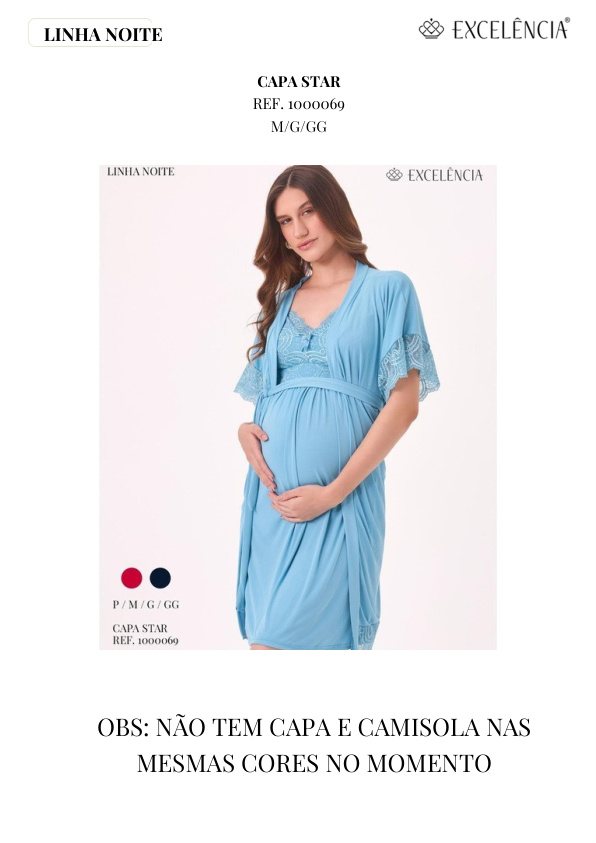 LINHA NOITE
EXCELÊNCIA®
CAPA STAR
REF. 1000069
M/G/GG
LINHA NOITE
EXCELÊNCIA
P / M / G / GG
CAPA STAR
REF. 1000069
OBS: NÃO TEM CAPA E CAMISOLA NAS
MESMAS CORES NO MOMENTO